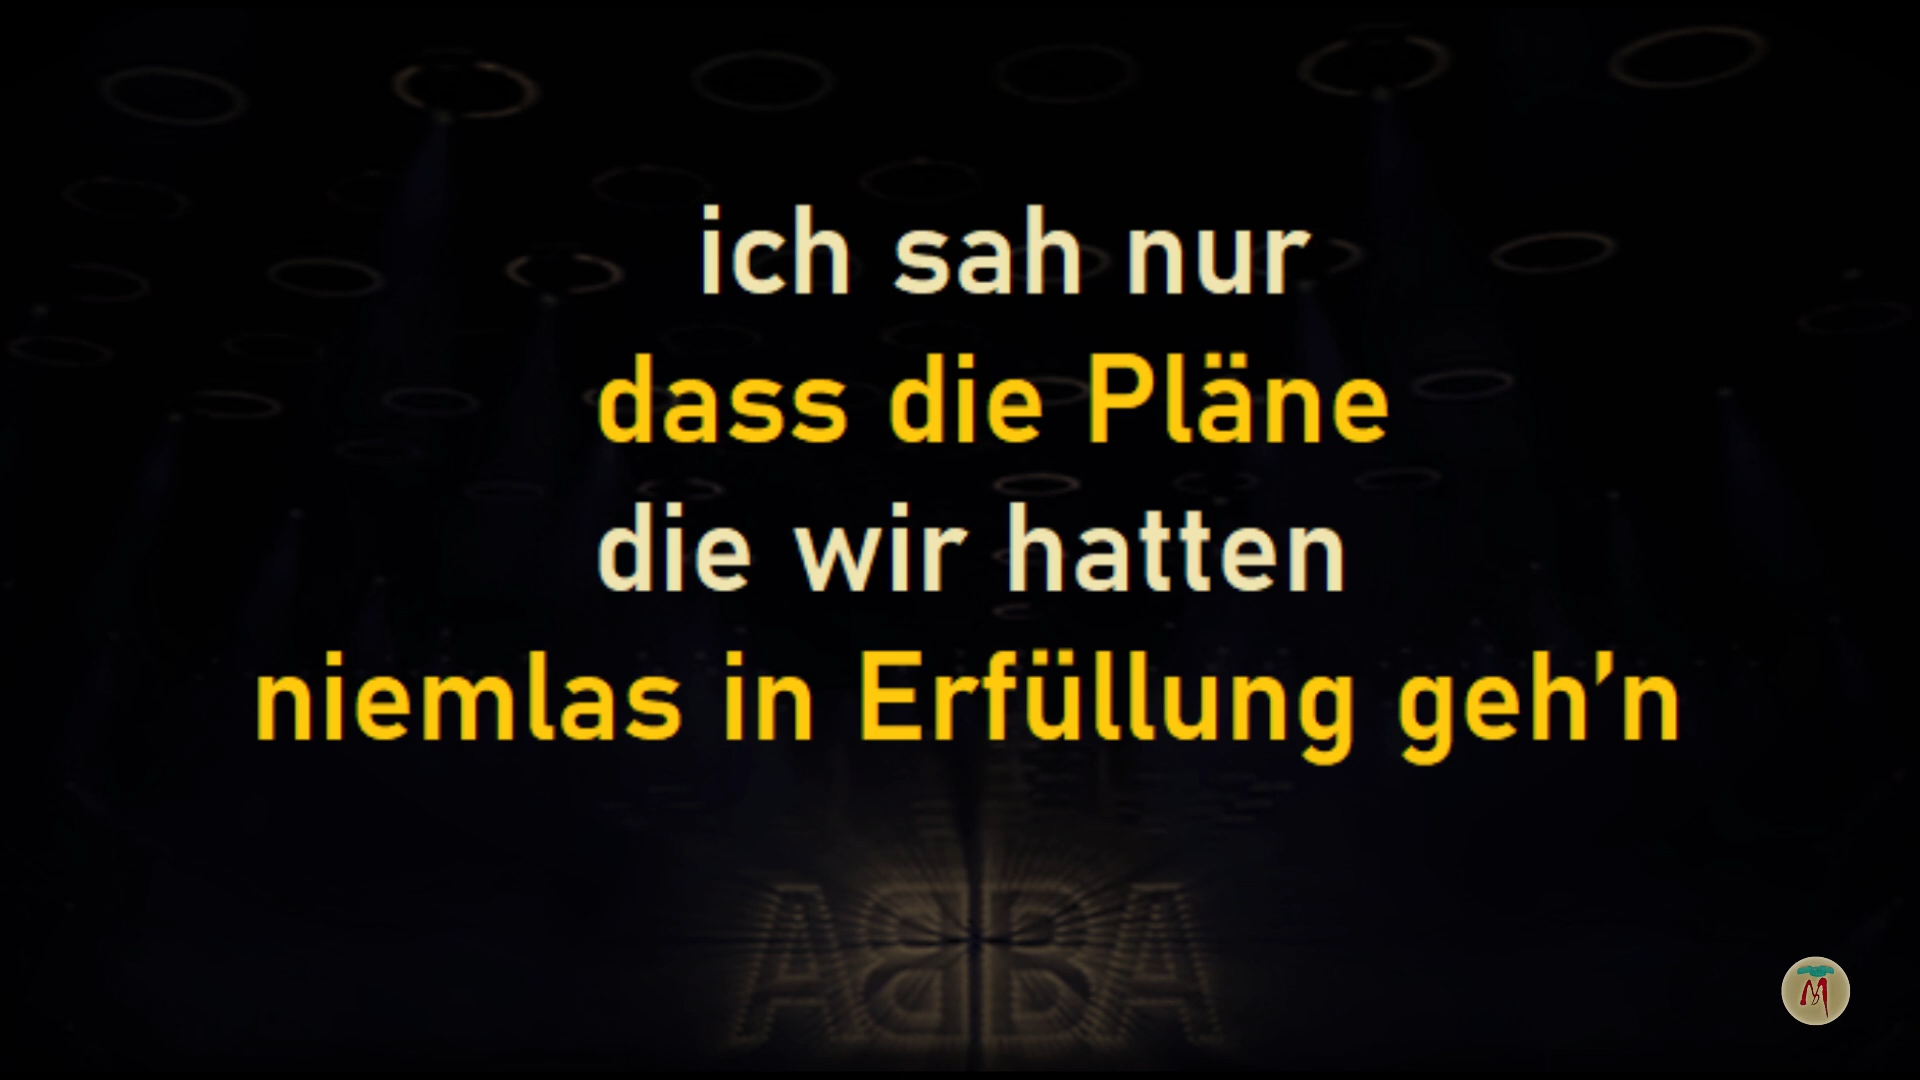 ich sah nur
dass die Pläne
die wir hatten
niemlas in Erfüllung geh’n
ABBA